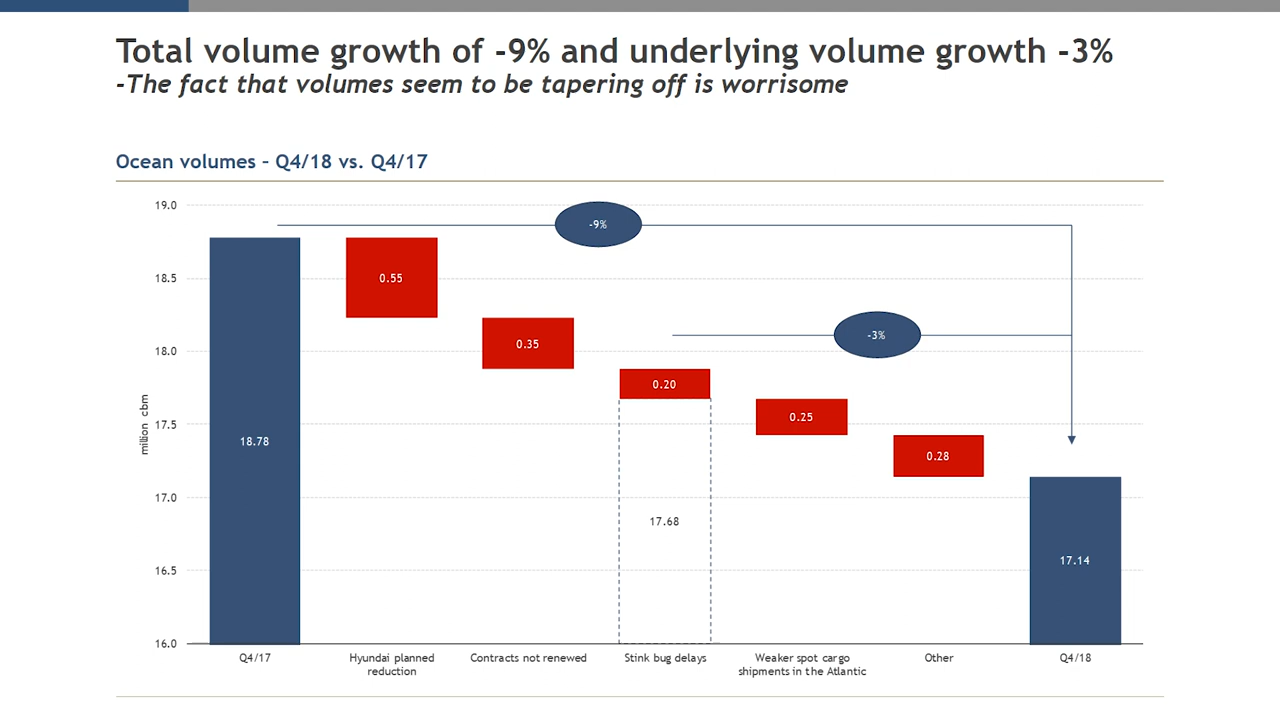 Total volume growth of -9% and underlying volume growth -3%
-The fact that volumes seem to be tapering off is worrisome
Ocean volumes – Q4/18 vs. Q4/17
million cbm
19.0
18.5
18.0
17.5
17.0
16.5
16.0
-9%
-3%
18.78
0.55
0.35
0.20
17.68
0.25
0.28
17.14
Q4/17
Hyundai planned
reduction
Contracts not renewed
Stink bug delays
Weaker spot cargo
shipments in the Atlantic
Other
Q4/18